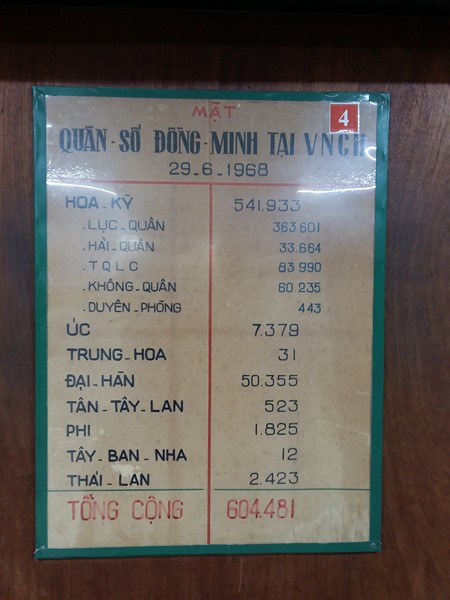 MẬT
4
QUÂN-SỐ ĐỒNG-MINH TẠI VNCH
29-6-1968
HOA-KỲ 541.933
.LỤC-QUÂN 363 601
.HẢI-QUÂN 33.664
.TQLC 83 990
.KHÔNG-QUÂN 60 235
.DUYÊN-PHÒNG 443
ÚC 7.379
TRUNG-HOA 31
ĐẠI-HÀN 50.355
TÂN-TÂY-LAN 523
PHI 1.825
TÂY-BAN-NHA 12
THÁI-LAN 2.423
TỔNG CỘNG 604.481